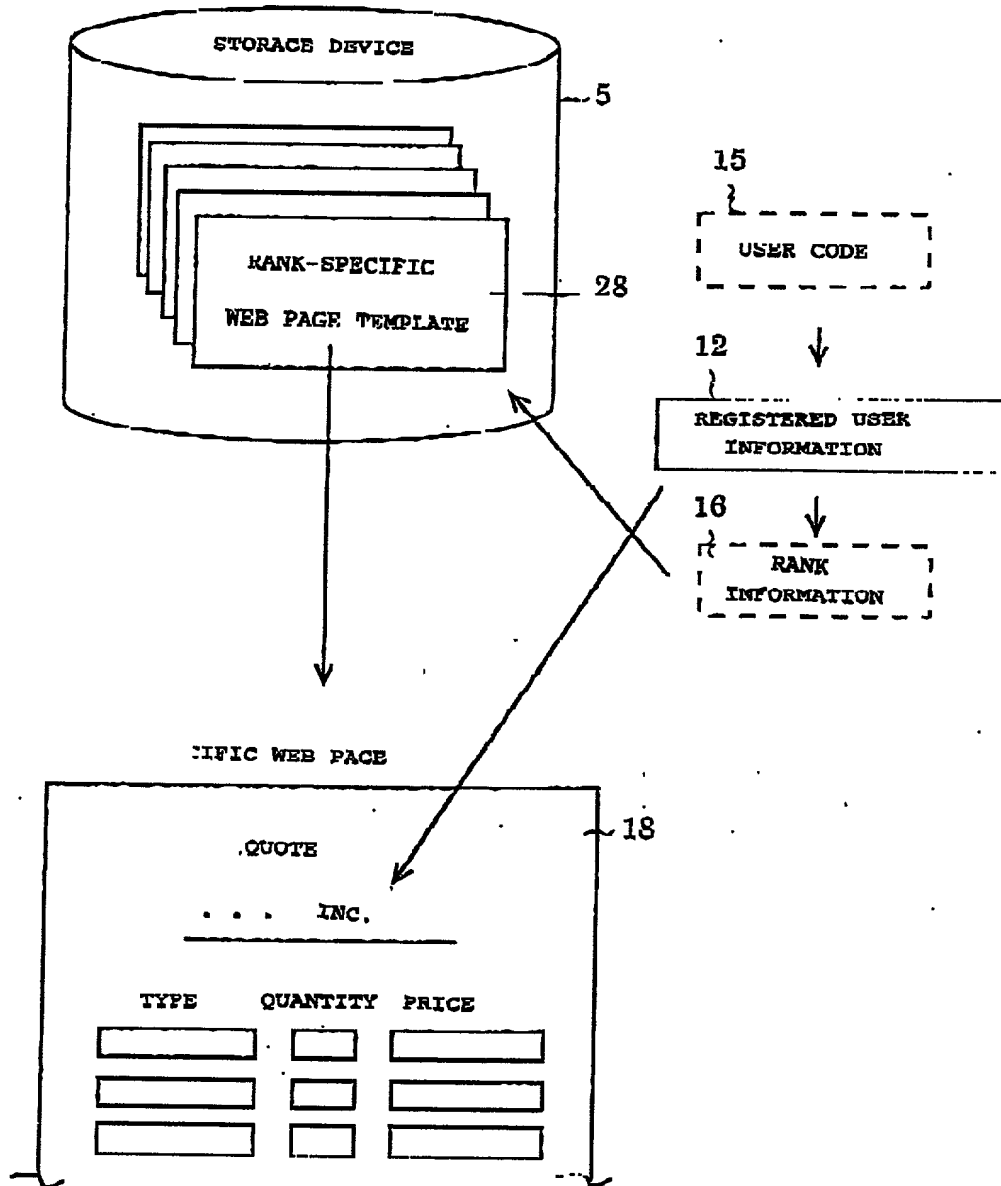 STORAGE DEVICE
5
RANK-SPECIFIC
WEB PAGE TEMPLATE
28
15
USER CODE
12
REGISTERED USER
INFORMATION
16
RANK
INFORMATION
CIFIC WEB PAGE
18
QUOTE
... INC.
TYPE QUANTITY PRICE